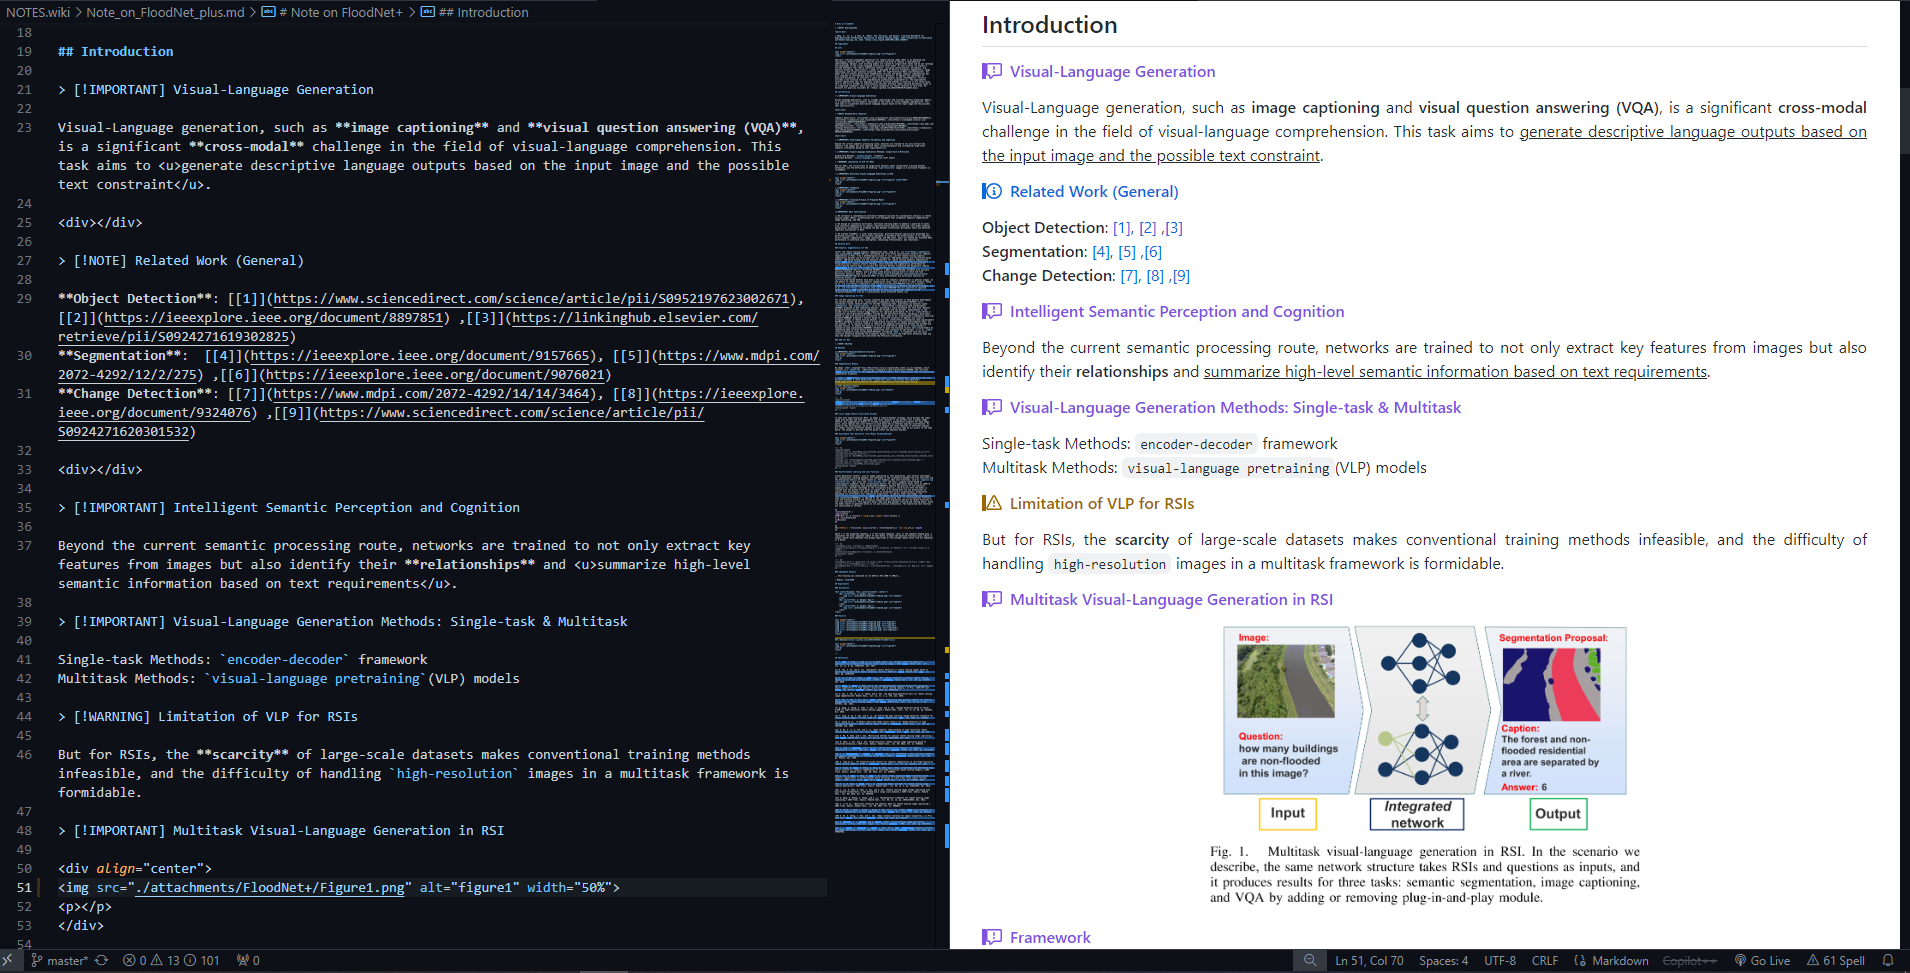 NOTES.wiki > Note_on_FloodNet_plus.md > # Note on FloodNet+ > ## Introduction
18
19 ## Introduction
20
21 > [!IMPORTANT] Visual-Language Generation
22
23 Visual-Language generation, such as **image captioning** and **visual question answering (VQA)**,
is a significant **cross-modal** challenge in the field of visual-language comprehension. This
task aims to <u>generate descriptive language outputs based on the input image and the possible
text constraint</u>.
24
25 <div></div>
26
27 > [!NOTE] Related Work (General)
28
29 **Object Detection**: [[1]](https://www.sciencedirect.com/science/article/pii/S0952197623002671),
[[2]](https://ieeexplore.ieee.org/document/8897851) ,[[3]](https://linkinghub.elsevier.com/
retrieve/pii/S0924271619302825)
30 **Segmentation**:  [[4]](https://ieeexplore.ieee.org/document/9157665), [[5]](https://www.mdpi.com/
2072-4292/12/2/275) ,[[6]](https://ieeexplore.ieee.org/document/9076021)
31 **Change Detection**: [[7]](https://www.mdpi.com/2072-4292/14/14/3464), [[8]](https://ieeexplore.
ieee.org/document/9324076) ,[[9]](https://www.sciencedirect.com/science/article/pii/
S0924271620301532)
32
33 <div></div>
34
35 > [!IMPORTANT] Intelligent Semantic Perception and Cognition
36
37 Beyond the current semantic processing route, networks are trained to not only extract key
features from images but also identify their **relationships** and <u>summarize high-level
semantic information based on text requirements</u>.
38
39 > [!IMPORTANT] Visual-Language Generation Methods: Single-task & Multitask
40
41 Single-task Methods: `encoder-decoder` framework
42 Multitask Methods: `visual-language pretraining`(VLP) models
43
44 > [!WARNING] Limitation of VLP for RSIs
45
46 But for RSIs, the **scarcity** of large-scale datasets makes conventional training methods
infeasible, and the difficulty of handling `high-resolution` images in a multitask framework is
formidable.
47
48 > [!IMPORTANT] Multitask Visual-Language Generation in RSI
49
50 <div align="center">
51 <img src="./attachments/FloodNet+/Figure1.png" alt="figure1" width="50%">
52 <p></p>
53 </div>
54
Introduction
Visual-Language Generation
Visual-Language generation, such as image captioning and visual question answering (VQA), is a significant cross-modal
challenge in the field of visual-language comprehension. This task aims to generate descriptive language outputs based on
the input image and the possible text constraint.
Related Work (General)
Object Detection: [1], [2] ,[3]
Segmentation: [4], [5] ,[6]
Change Detection: [7], [8] ,[9]
Intelligent Semantic Perception and Cognition
Beyond the current semantic processing route, networks are trained to not only extract key features from images but also
identify their relationships and summarize high-level semantic information based on text requirements.
Visual-Language Generation Methods: Single-task & Multitask
Single-task Methods: encoder-decoder framework
Multitask Methods: visual-language pretraining (VLP) models
Limitation of VLP for RSIs
But for RSIs, the scarcity of large-scale datasets makes conventional training methods infeasible, and the difficulty of
handling high-resolution images in a multitask framework is formidable.
Multitask Visual-Language Generation in RSI
Image:
Question:
how many buildings
are non-flooded
in this image?
Input
Integrated
network
Segmentation Proposal:
Caption:
The forest and non-
flooded residential
area are separated by
a river.
Answer: 6
Output
Fig. 1. Multitask visual-language generation in RSI. In the scenario we
describe, the same network structure takes RSIs and questions as inputs, and
it produces results for three tasks: semantic segmentation, image captioning,
and VQA by adding or removing plug-in-and-play module.
Framework
master* 0 13 101 0 Ln 51, Col 70 Spaces: 4 UTF-8 CRLF Markdown Copilot++ Go Live 61 Spell